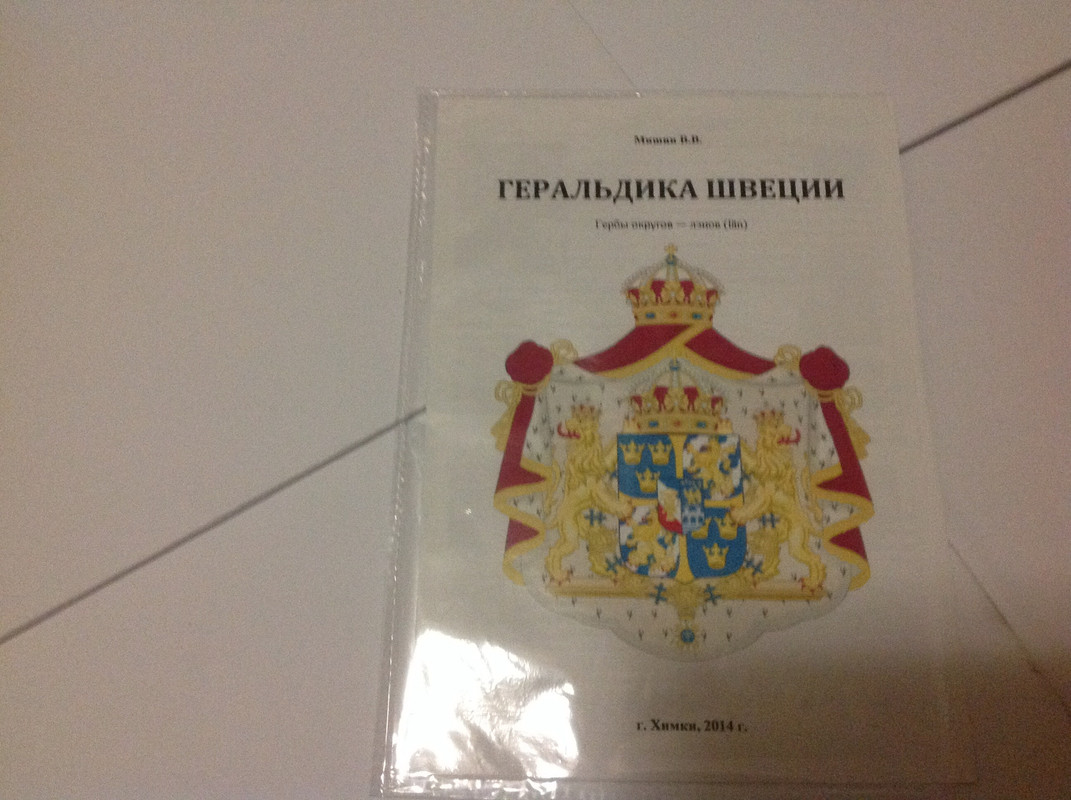 Мишин В.В.
ГЕРАЛЬДИКА ШВЕЦИИ
Гербы округов — лэнов (län)
г. Химки, 2014 г.